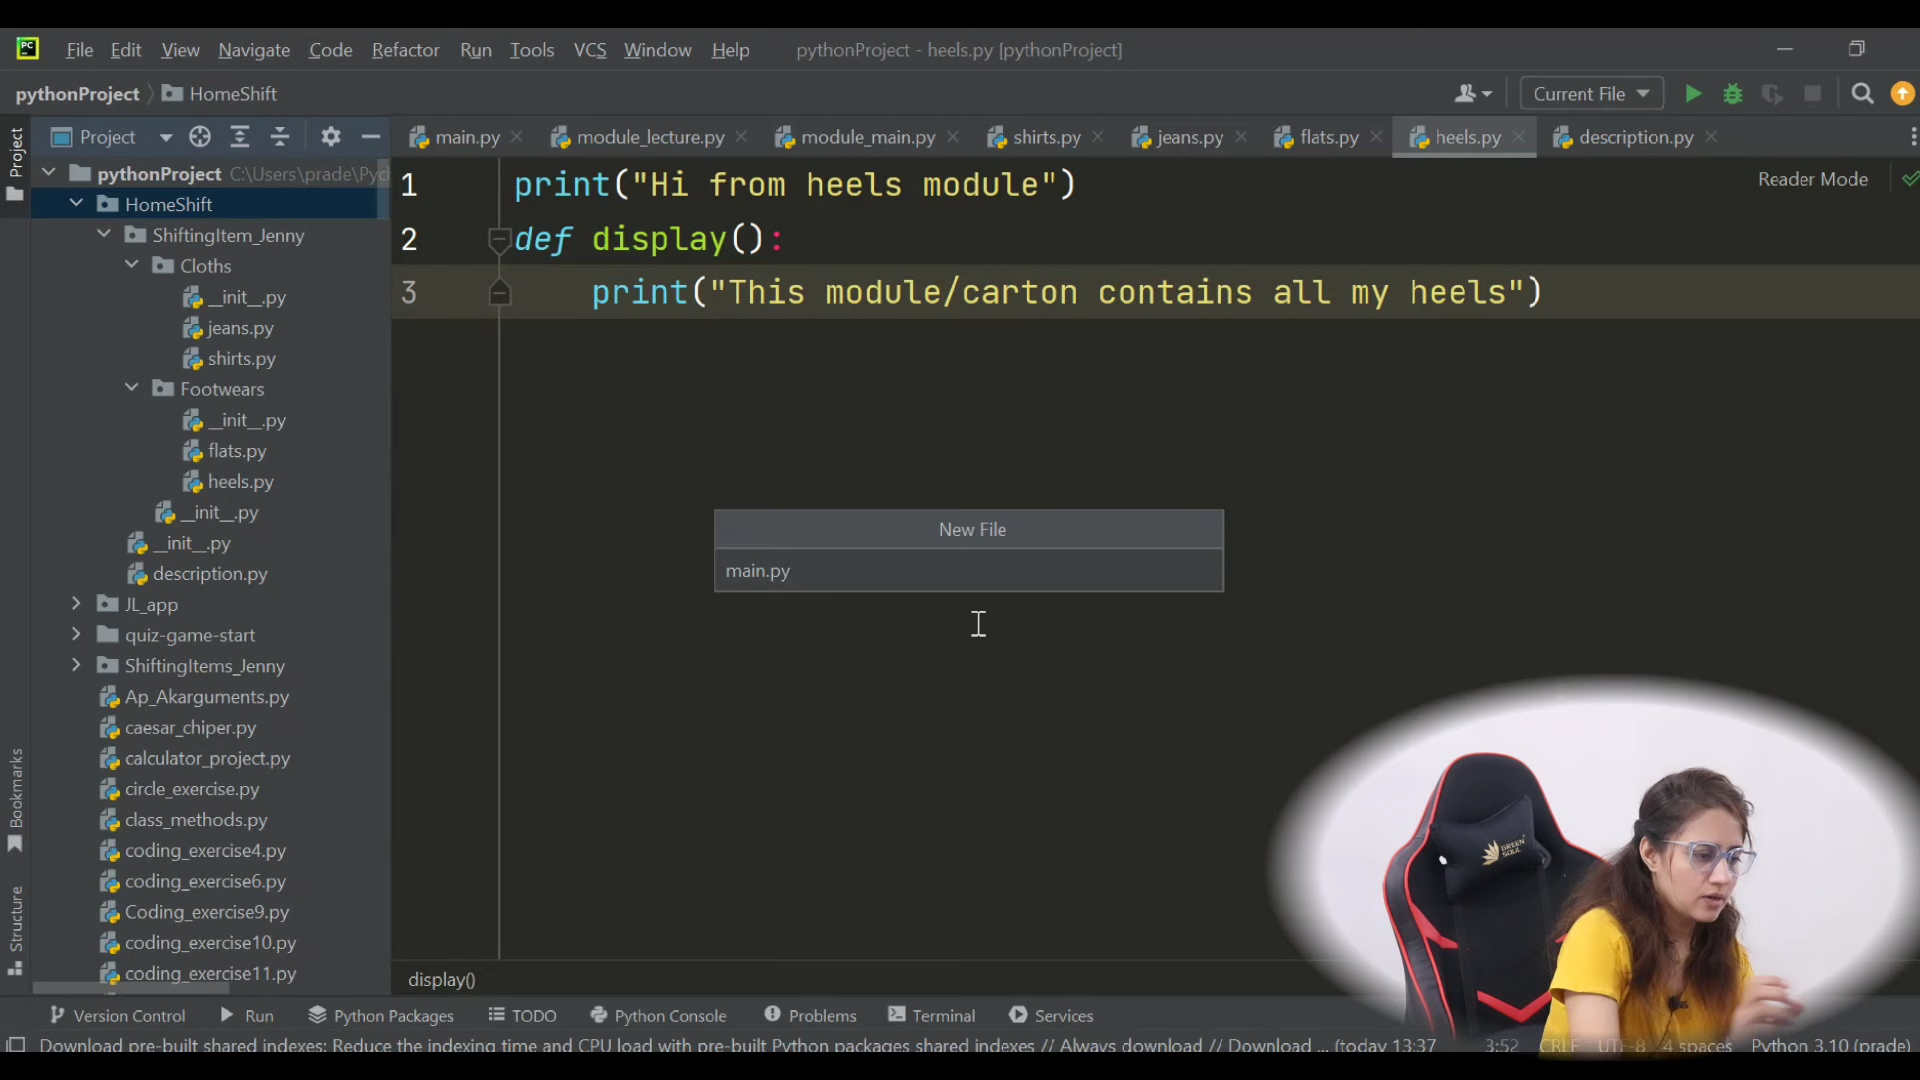 PC File Edit View Navigate Code Refactor Run Tools VCS Window Help pythonProject - heels.py [pythonProject]
pythonProject HomeShift Current File
Project main.py module_lecture.py module_main.py shirts.py jeans.py flats.py heels.py description.py
Project
pythonProject C:\Users\prade\Pyc
Reader Mode
HomeShift
ShiftingItem_Jenny
Cloths
__init__.py
jeans.py
shirts.py
Footwears
__init__.py
flats.py
heels.py
__init__.py
__init__.py
description.py
JL_app
quiz-game-start
ShiftingItems_Jenny
Ap_Akarguments.py
caesar_chiper.py
calculator_project.py
circle_exercise.py
class_methods.py
coding_exercise4.py
coding_exercise6.py
Coding_exercise9.py
coding_exercise10.py
coding_exercise11.py
1 print("Hi from heels module")
2 def display():
3 print("This module/carton contains all my heels")
New File
main.py
GREEN
SOUL
Bookmarks
Structure
display()
Version Control Run Python Packages TODO Python Console Problems Terminal Services
Download pre-built shared indexes: Reduce the indexing time and CPU load with pre-built Python packages shared indexes // Always download // Download ... (today 13:37 3:52 CRLF UTF-8 4 spaces Python 3.10 (prade)